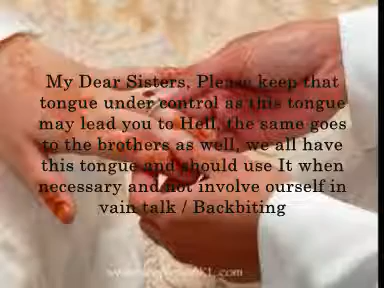 My Dear Sisters, Please keep that
tongue under control as this tongue
may lead you to Hell, the same goes
to the brothers as well, we all have
this tongue and should use It when
necessary and not involve ourself in
vain talk / Backbiting